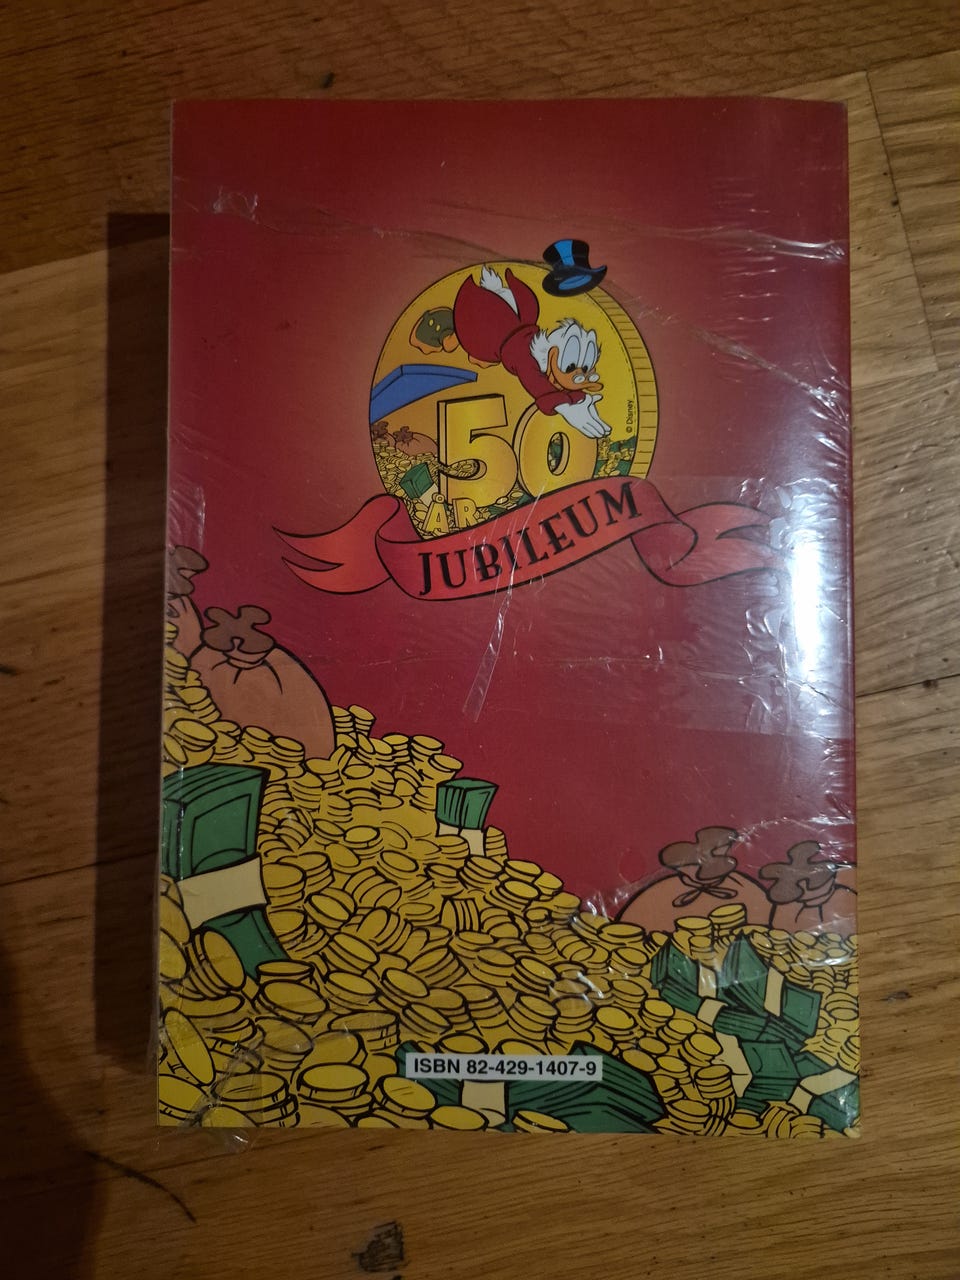 © Disney
50
ÅR
JUBILEUM
ISBN 82-429-1407-9